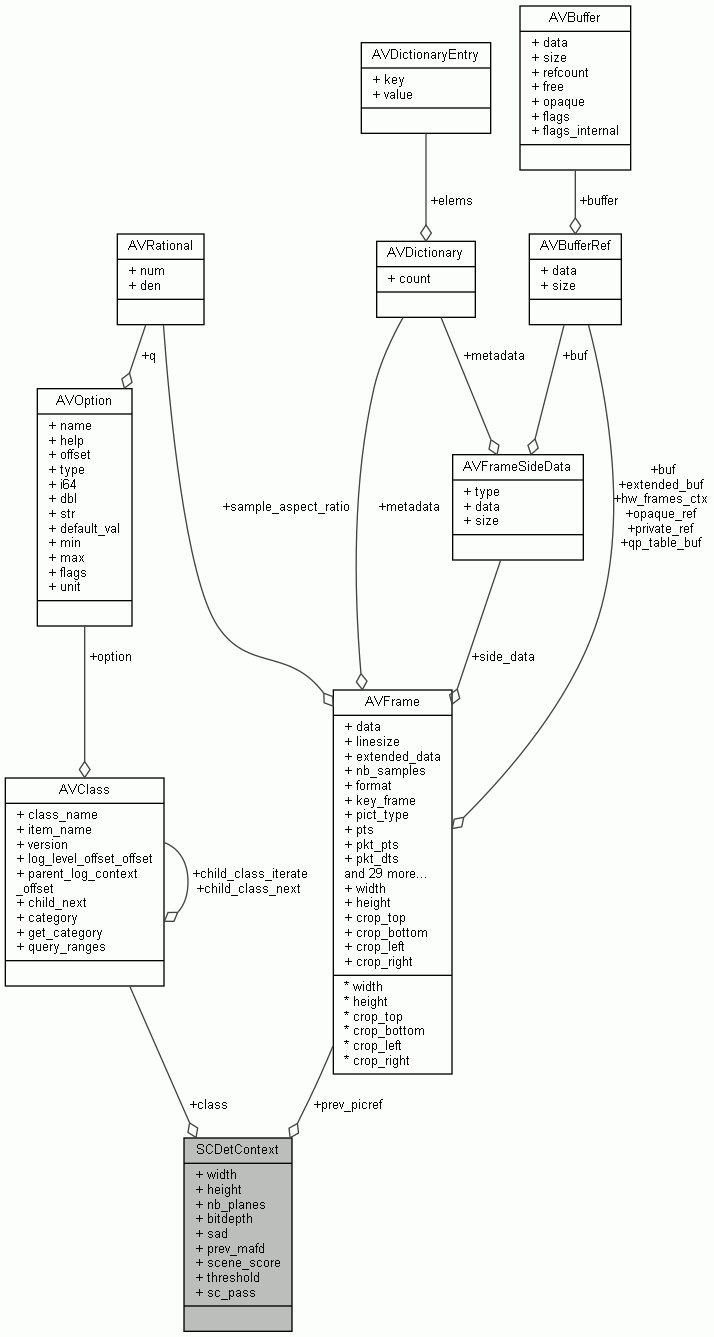 AVBuffer
+ data
+ size
+ refcount
+ free
+ opaque
+ flags
+ flags_internal
AVDictionaryEntry
+ key
+ value
+elems
+buffer
AVRational
+ num
+ den
AVDictionary
+ count
AVBufferRef
+ data
+ size
+q
+metadata
+buf
AVOption
+ name
+ help
+ offset
+ type
+ i64
+ dbl
+ str
+ default_val
+ min
+ max
+ flags
+ unit
AVFrameSideData
+ type
+ data
+ size
+sample_aspect_ratio
+metadata
+buf
+extended_buf
+hw_frames_ctx
+opaque_ref
+private_ref
+qp_table_buf
+option
+side_data
AVFrame
+ data
+ linesize
+ extended_data
+ nb_samples
+ format
+ key_frame
+ pict_type
+ pts
+ pkt_pts
+ pkt_dts
and 29 more...
+ width
+ height
+ crop_top
+ crop_bottom
+ crop_left
+ crop_right
* width
* height
* crop_top
* crop_bottom
* crop_left
* crop_right
AVClass
+ class_name
+ item_name
+ version
+ log_level_offset_offset
+ parent_log_context
_offset
+ child_next
+ category
+ get_category
+ query_ranges
+child_class_iterate
+child_class_next
+class
+prev_picref
SCDetContext
+ width
+ height
+ nb_planes
+ bitdepth
+ sad
+ prev_mafd
+ scene_score
+ threshold
+ sc_pass